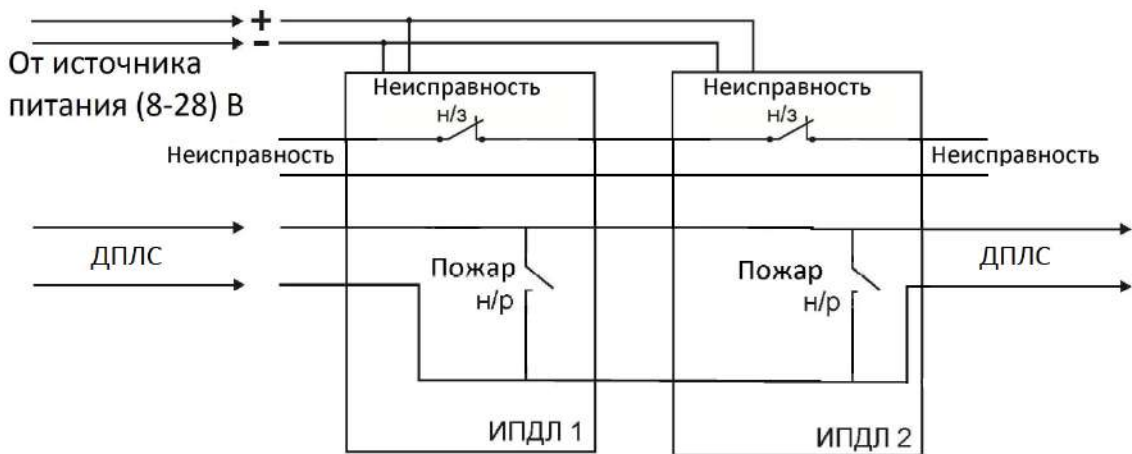 +
-
От источника
питания (8-28) В
Неисправность
н/з
Неисправность
н/з
Неисправность
Неисправность
ДПЛС
Пожар
н/р
Пожар
н/р
ДПЛС
ИПДЛ 1
ИПДЛ 2